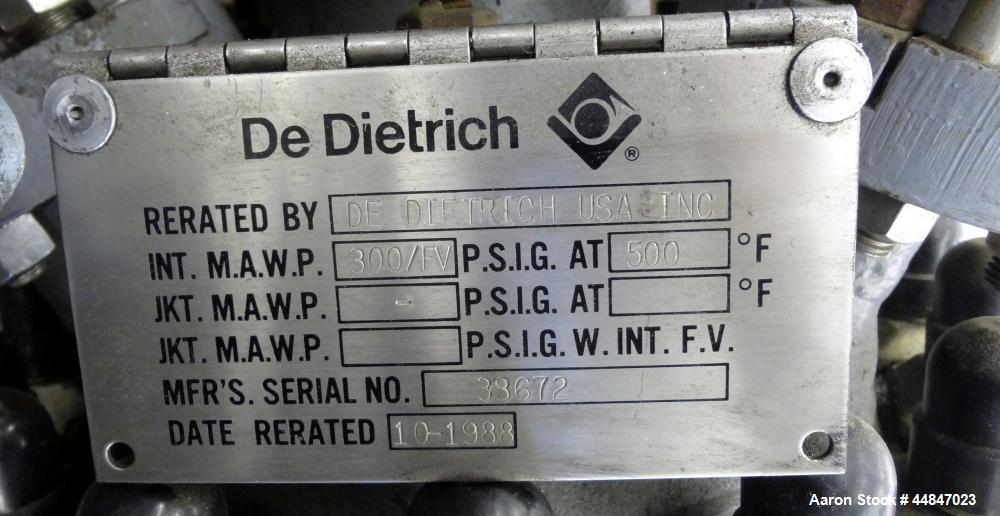 De Dietrich ®
RERATED BY DE DIETRICH USA INC
INT. M.A.W.P. 300/FV P.S.I.G. AT 500 °F
JKT. M.A.W.P. - P.S.I.G. AT °F
JKT. M.A.W.P. P.S.I.G. W. INT. F.V.
MFR'S. SERIAL NO. 33672
DATE RERATED 10-1988
Aaron Stock # 44847023